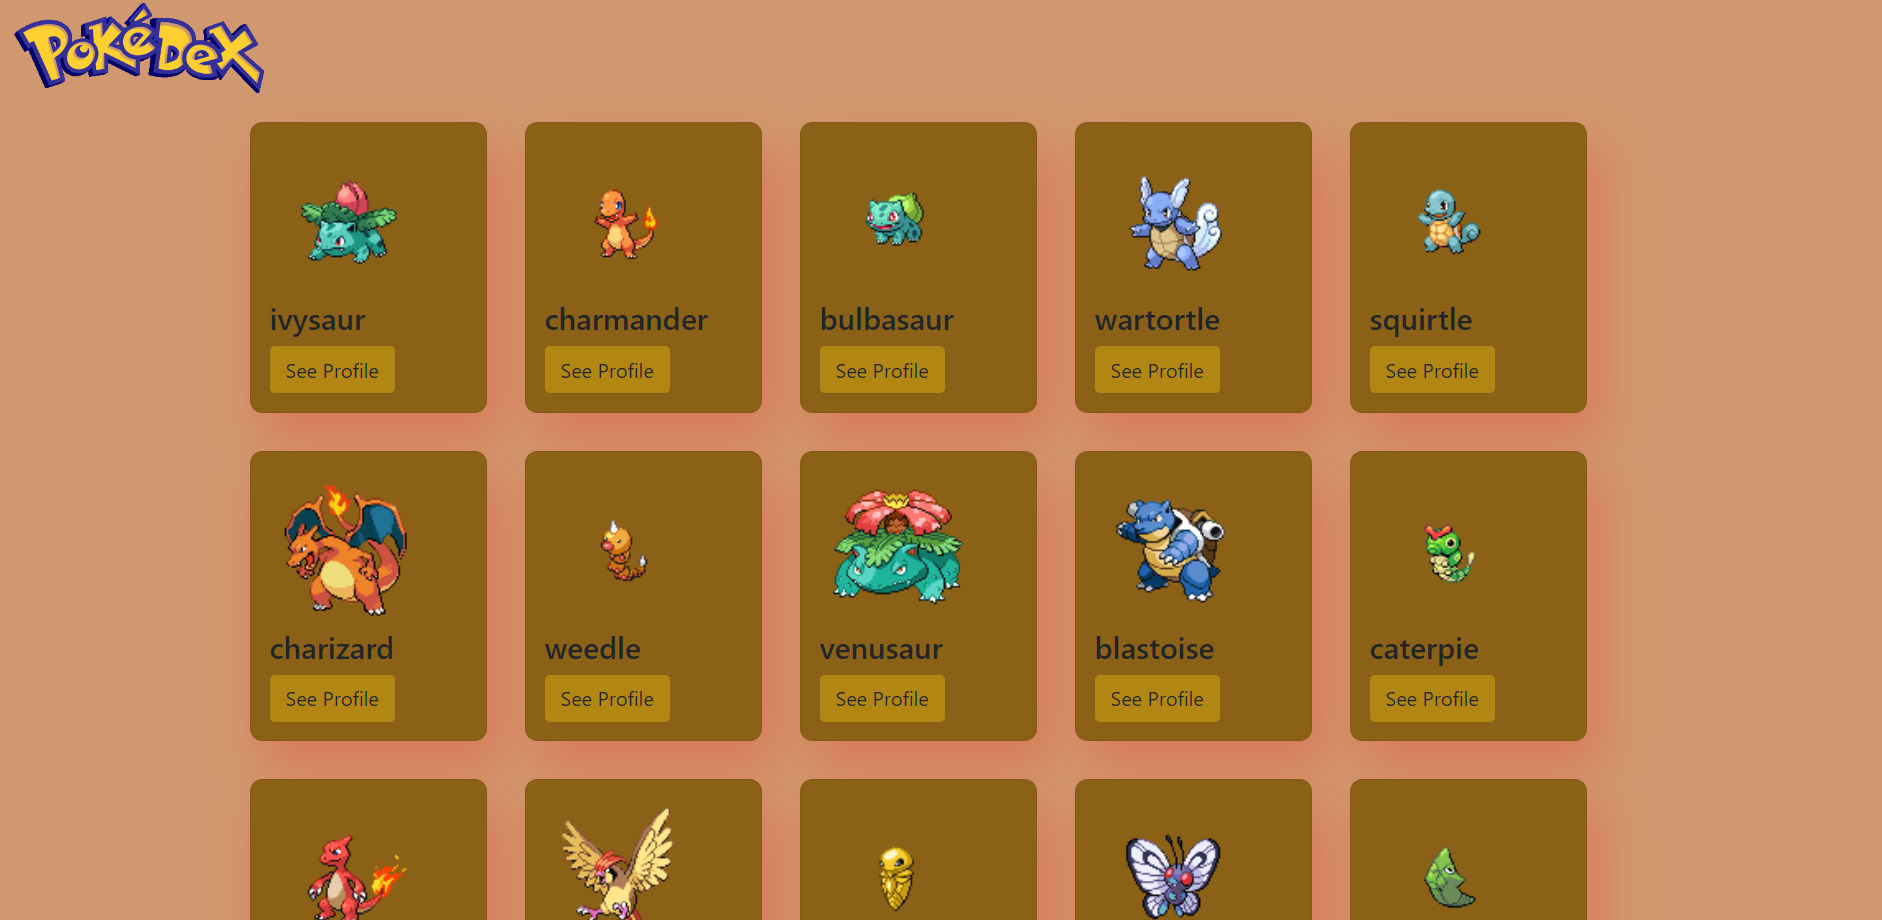 PoKéDeX
ivysaur
See Profile
charmander
See Profile
bulbasaur
See Profile
wartortle
See Profile
squirtle
See Profile
charizard
See Profile
weedle
See Profile
venusaur
See Profile
blastoise
See Profile
caterpie
See Profile